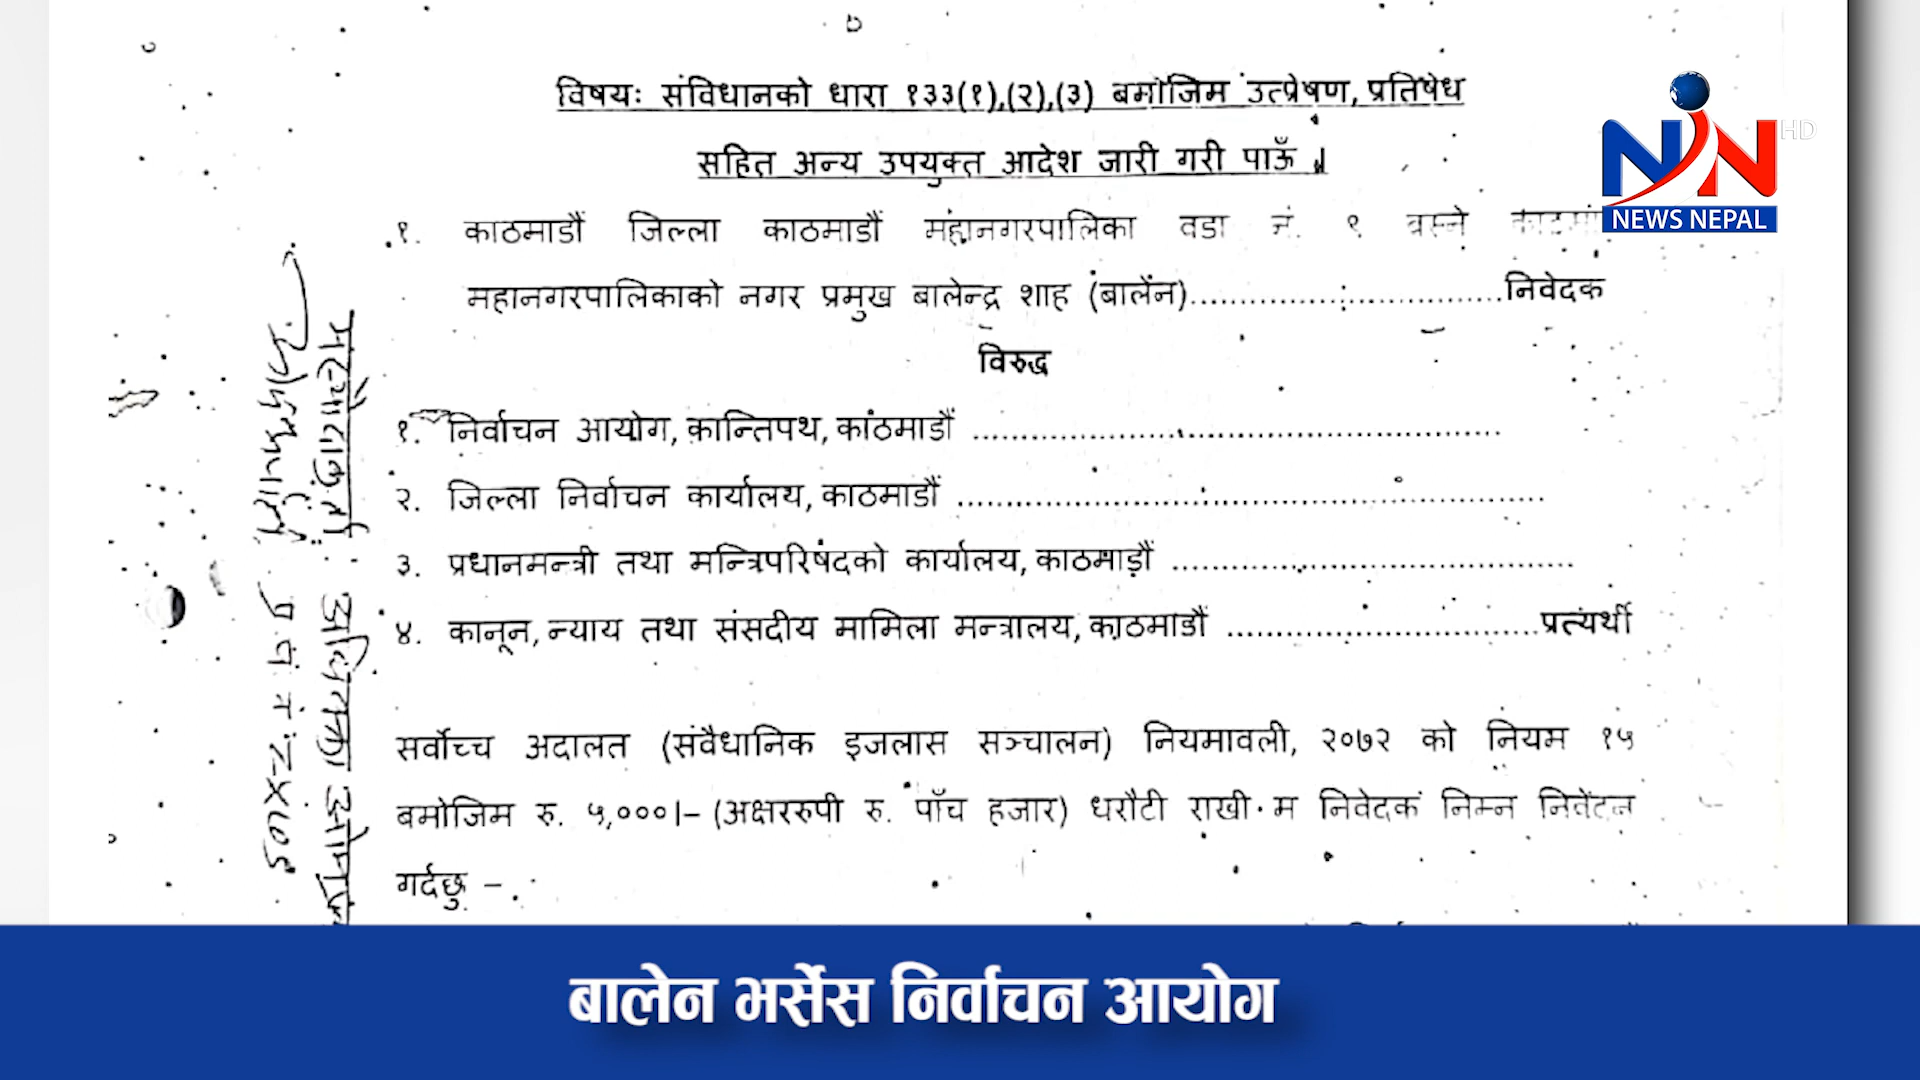 विषयः संविधानको धारा १३३(१),(२),(३) बमोजिम उत्प्रेषण, प्रतिषेध
सहित अन्य उपयुक्त आदेश जारी गरी पाऊँ ।
HD
NEWS NEPAL
१. काठमाडौं जिल्ला काठमाडौं महानगरपालिका वडा नं. १ बस्ने
महानगरपालिकाको नगर प्रमुख बालेन्द्र शाह (बालेन)..............................निवेदक
विरुद्ध
१. निर्वाचन आयोग, कान्तिपथ, काठमाडौं ......................................................
२. जिल्ला निर्वाचन कार्यालय, काठमाडौं ............................................................
३. प्रधानमन्त्री तथा मन्त्रिपरिषदको कार्यालय, काठमाडौं .........................................
४. कानून, न्याय तथा संसदीय मामिला मन्त्रालय, काठमाडौं ................................प्रत्यर्थी
सर्वोच्च अदालत (संवैधानिक इजलास सञ्चालन) नियमावली, २०७२ को नियम १५
बमोजिम रु. ५,०००।– (अक्षररुपी रु. पाँच हजार) धरौटी राखी म निवेदक निम्न निवेदन
गर्दछु –
बालेन भर्सेस निर्वाचन आयोग